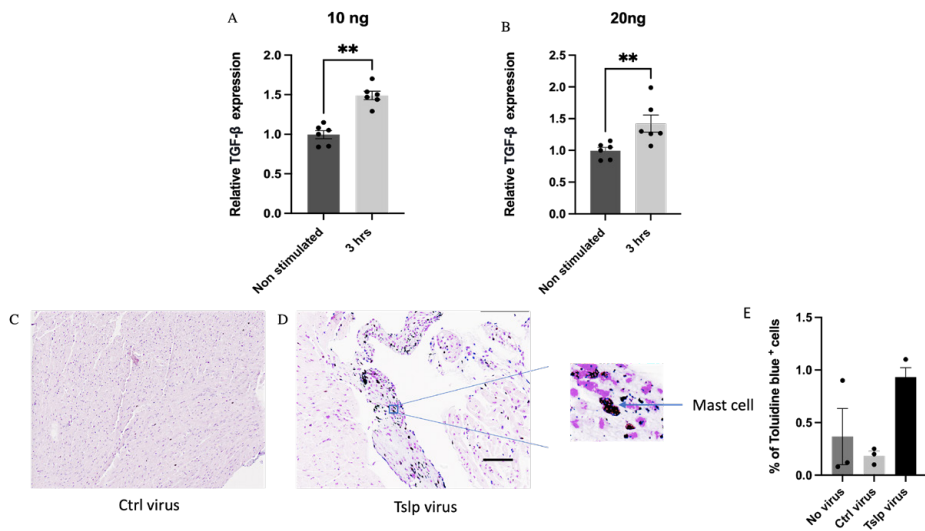 A
10 ng
Relative TGF-β expression
2.0
1.5
1.0
0.5
0.0
**
Non stimulated
3 hrs
B
20ng
Relative TGF-β expression
2.5
2.0
1.5
1.0
0.5
0.0
**
Non stimulated
3 hrs
C
Ctrl virus
D
Tslp virus
Mast cell
E
% of Toluidine blue + cells
1.5
1.0
0.5
0.0
No virus
Ctrl virus
Tslp virus